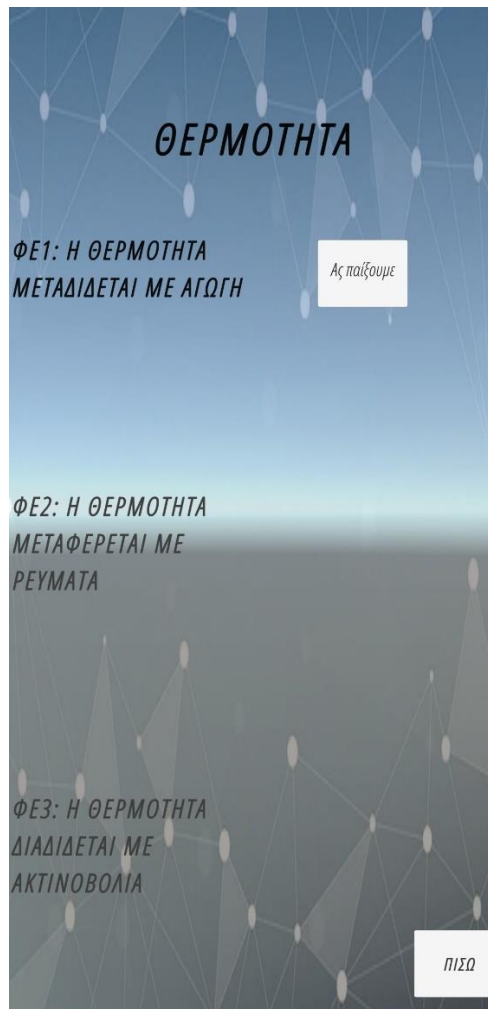 ΘΕΡΜΟΤΗΤΑ
ΦΕ1: Η ΘΕΡΜΟΤΗΤΑ
ΜΕΤΑΔΙΔΕΤΑΙ ΜΕ ΑΓΩΓΗ
Ας παίξουμε
ΦΕ2: Η ΘΕΡΜΟΤΗΤΑ
ΜΕΤΑΦΕΡΕΤΑΙ ΜΕ
ΡΕΥΜΑΤΑ
ΦΕ3: Η ΘΕΡΜΟΤΗΤΑ
ΔΙΑΔΙΔΕΤΑΙ ΜΕ
ΑΚΤΙΝΟΒΟΛΙΑ
ΠΙΣΩ